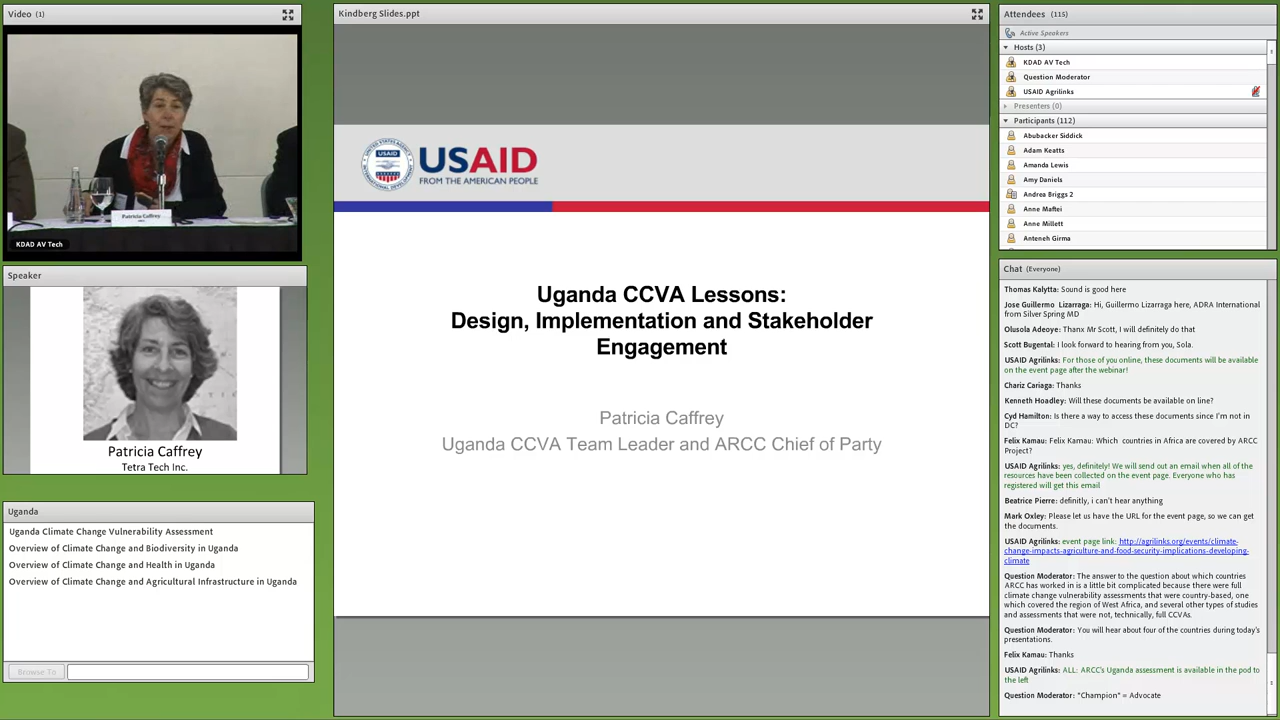 Video (1)
Patricia Caffrey
KDAD AV Tech
Speaker
Patricia Caffrey
Tetra Tech Inc.
Uganda
Uganda Climate Change Vulnerability Assessment
Overview of Climate Change and Biodiversity in Uganda
Overview of Climate Change and Health in Uganda
Overview of Climate Change and Agricultural Infrastructure in Uganda
Browse To
Kindberg Slides.ppt
USAID
USAID
FROM THE AMERICAN PEOPLE
Uganda CCVA Lessons:
Design, Implementation and Stakeholder
Engagement
Patricia Caffrey
Uganda CCVA Team Leader and ARCC Chief of Party
Attendees (115)
Active Speakers
Hosts (3)
KDAD AV Tech
Question Moderator
USAID Agrilinks
Presenters (0)
Participants (112)
Abubacker Siddick
Adam Keatts
Amanda Lewis
Amy Daniels
Andrea Briggs 2
Anne Maftei
Anne Millett
Anteneh Girma
Chat (Everyone)
Thomas Kalytta: Sound is good here
Jose Guillermo Lizarraga: Hi, Guillermo Lizarraga here, ADRA International
from Silver Spring MD
Olusola Adeoye: Thanx Mr Scott, I will definitely do that
Scott Bugental: I look forward to hearing from you, Sola.
USAID Agrilinks: For those of you online, these documents will be available
on the event page after the webinar!
Chariz Cariaga: Thanks
Kenneth Hoadley: Will these documents be available on line?
Cyd Hamilton: Is there a way to access these documents since I'm not in
DC?
Felix Kamau: Felix Kamau: Which countries in Africa are covered by ARCC
Project?
USAID Agrilinks: yes, definitely! We will send out an email when all of the
resources have been collected on the event page. Everyone who has
registered will get this email
Beatrice Pierre: definitly, i can't hear anything
Mark Oxley: Please let us have the URL for the event page, so we can get
the documents.
USAID Agrilinks: event page link: http://agrilinks.org/events/climate-
change-impacts-agriculture-and-food-security-implications-developing-
climate
Question Moderator: The answer to the question about which countries
ARCC has worked in is a little bit complicated because there were full
climate change vulnerability assessments that were country-based, one
which covered the region of West Africa, and several other types of studies
and assessments that were not, technically, full CCVAs.
Question Moderator: You will hear about four of the countries during today's
presentations.
Felix Kamau: Thanks
USAID Agrilinks: ALL: ARCC's Uganda assessment is available in the pod to
the left
Question Moderator: "Champion" = Advocate